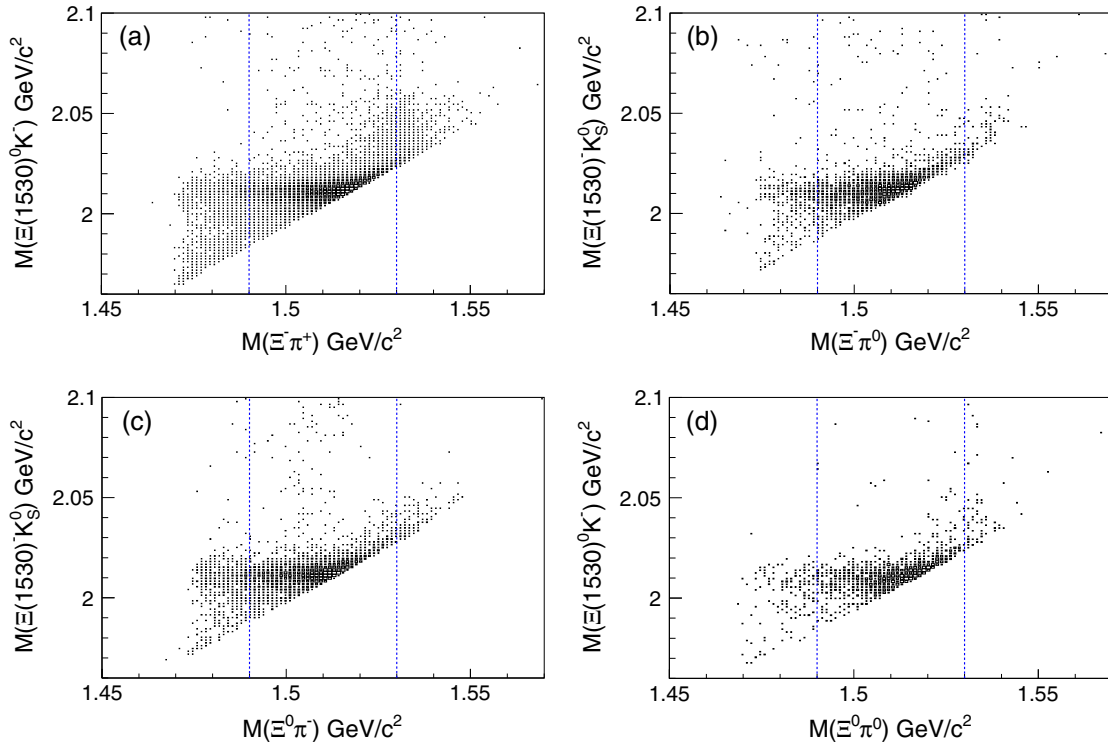 (a)
2.1
2.05
2
M(Ξ(1530)⁰K⁻) GeV/c²
1.45
1.5
1.55
M(Ξ⁻π⁺) GeV/c²
(b)
2.1
2.05
2
M(Ξ(1530)⁻K⁰S) GeV/c²
1.45
1.5
1.55
M(Ξ⁻π⁰) GeV/c²
(c)
2.1
2.05
2
M(Ξ(1530)⁻K⁰S) GeV/c²
1.45
1.5
1.55
M(Ξ⁰π⁻) GeV/c²
(d)
2.1
2.05
2
M(Ξ(1530)⁰K⁻) GeV/c²
1.45
1.5
1.55
M(Ξ⁰π⁰) GeV/c²